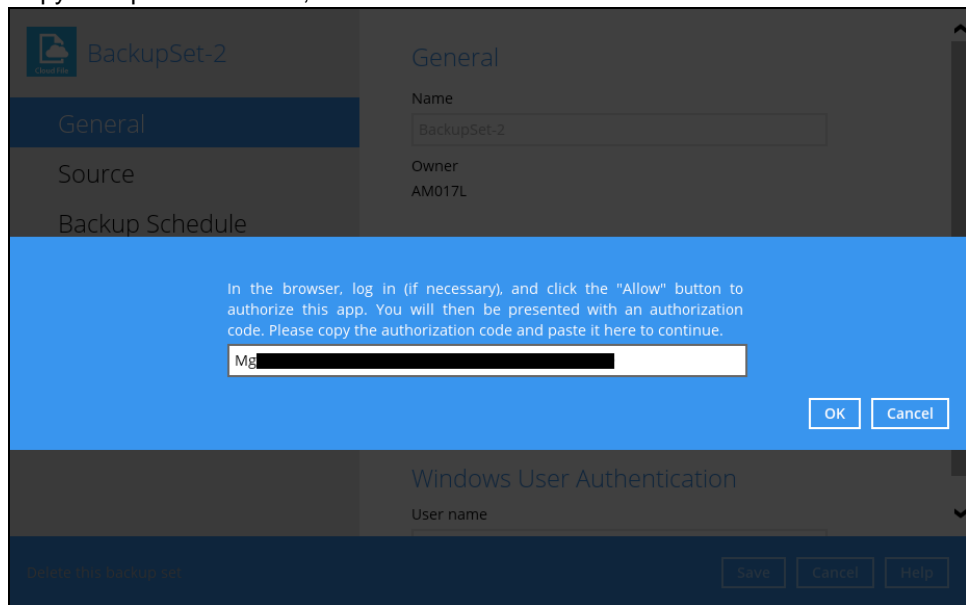 BackupSet-2
Cloud File
General
Source
Backup Schedule
General
Name
BackupSet-2
Owner
AM017L
In the browser, log in (if necessary), and click the "Allow" button to
authorize this app. You will then be presented with an authorization
code. Please copy the authorization code and paste it here to continue.
Mg
OK Cancel
Windows User Authentication
User name
Delete this backup set
Save Cancel Help